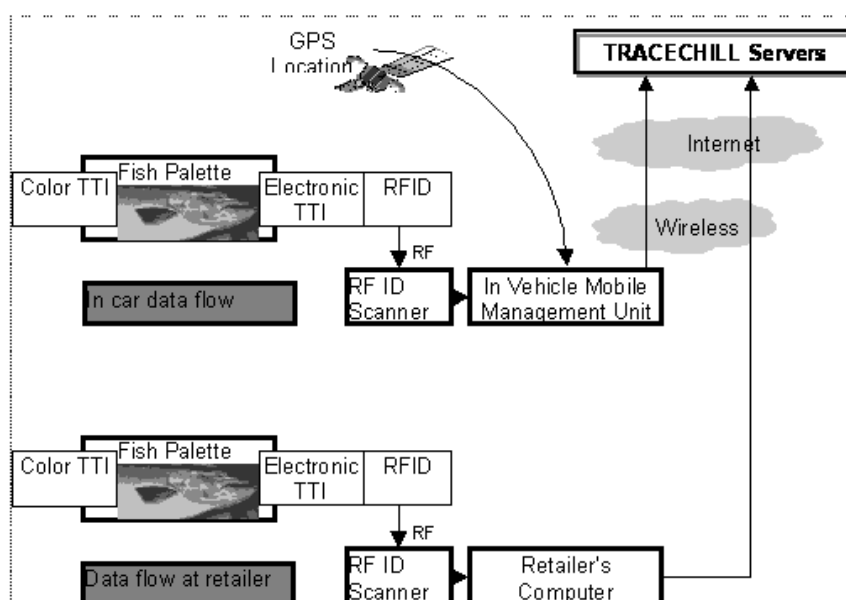 GPS
Location
TRACECHILL Servers
Internet
Wireless
Fish Palette
Color TTI
Electronic
TTI
RFID
RF
In car data flow
RF ID
Scanner
In Vehicle Mobile
Management Unit
Fish Palette
Color TTI
Electronic
TTI
RFID
RF
Data flow at retailer
RF ID
Scanner
Retailer's
Computer